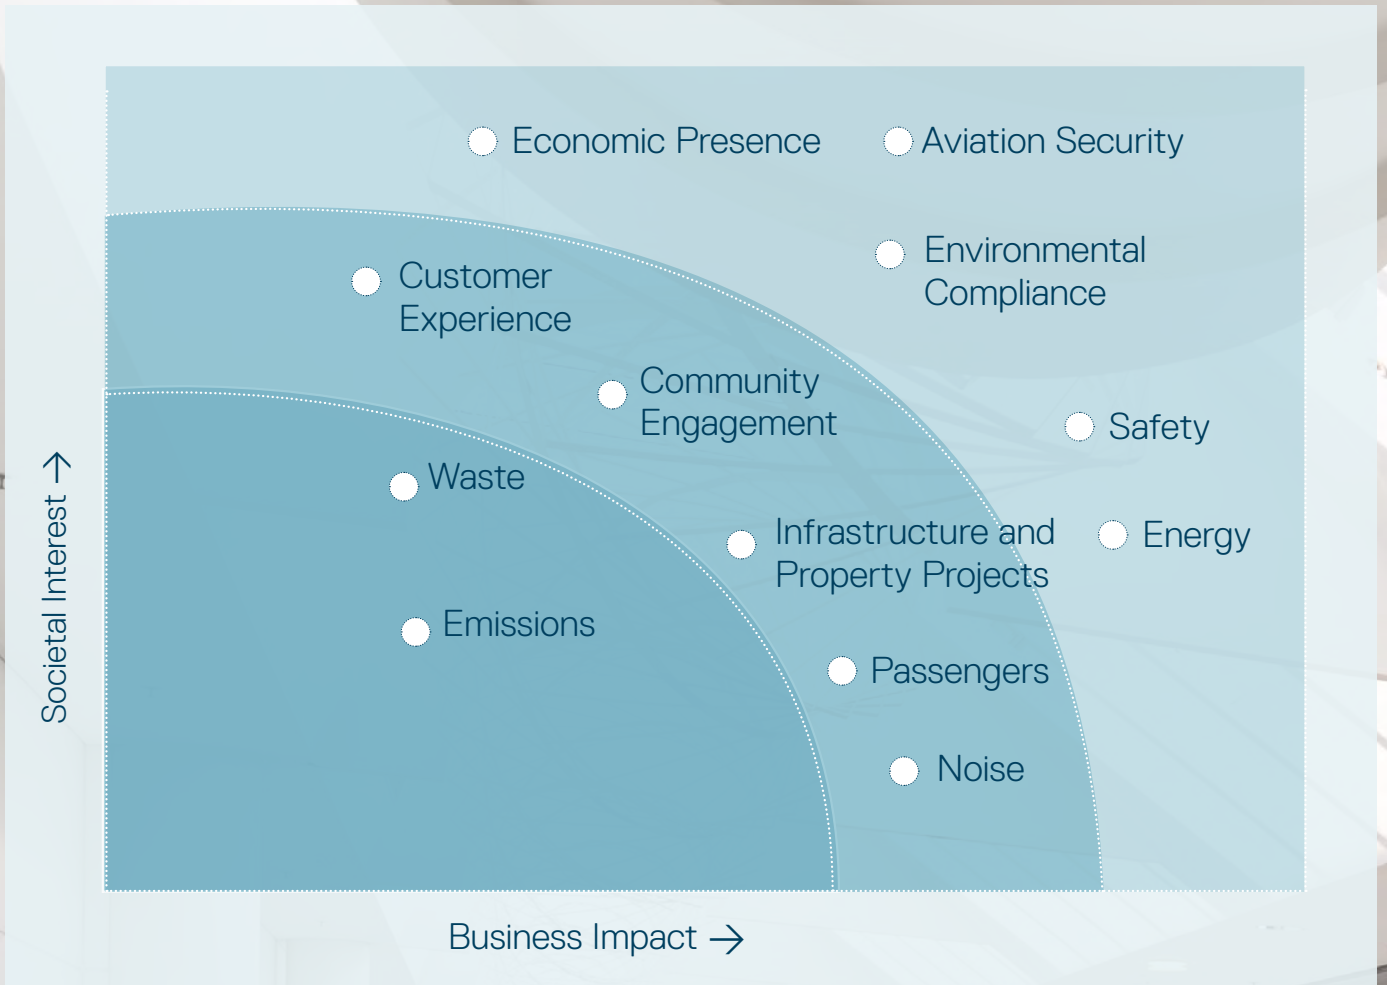 Economic Presence
Aviation Security
Environmental
Compliance
Customer
Experience
Community
Engagement
Safety
Waste
Infrastructure and
Property Projects
Energy
Emissions
Passengers
Noise
Societal Interest →
Business Impact →